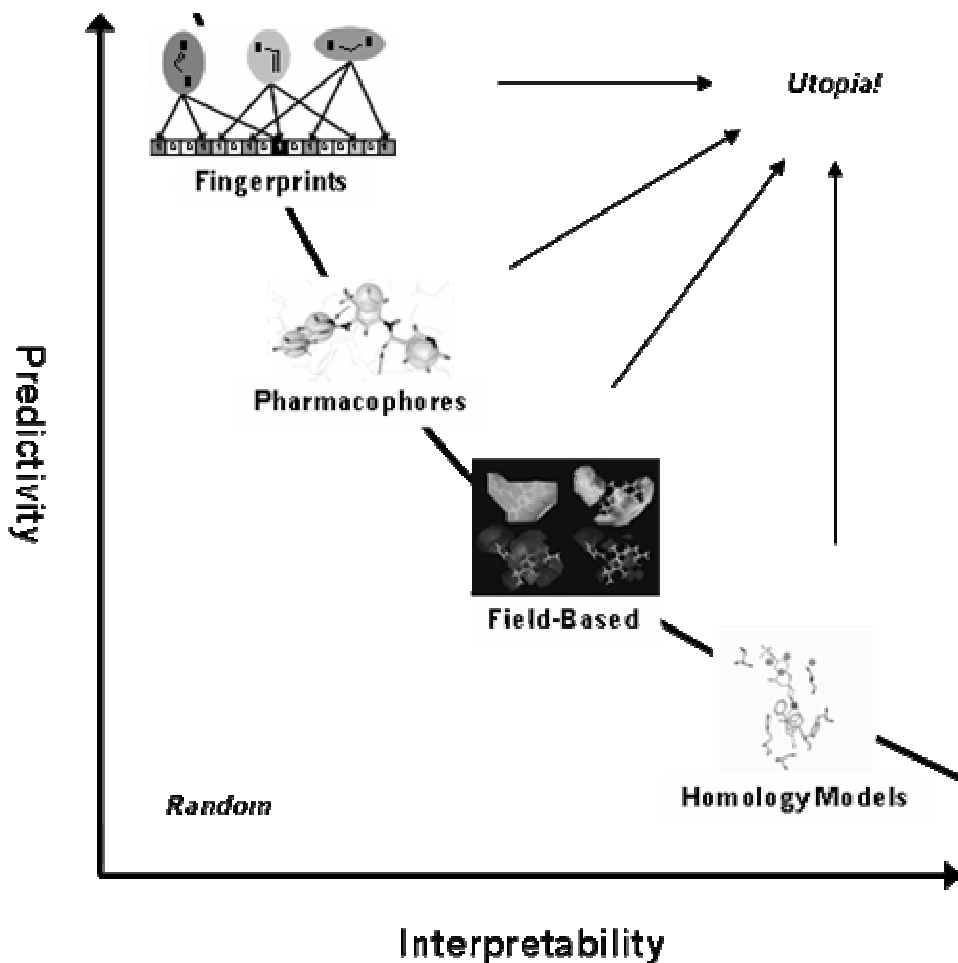 Utopia!
Fingerprints
Pharmacophores
Predictivity
Field-Based
Homology Models
Random
Interpretability